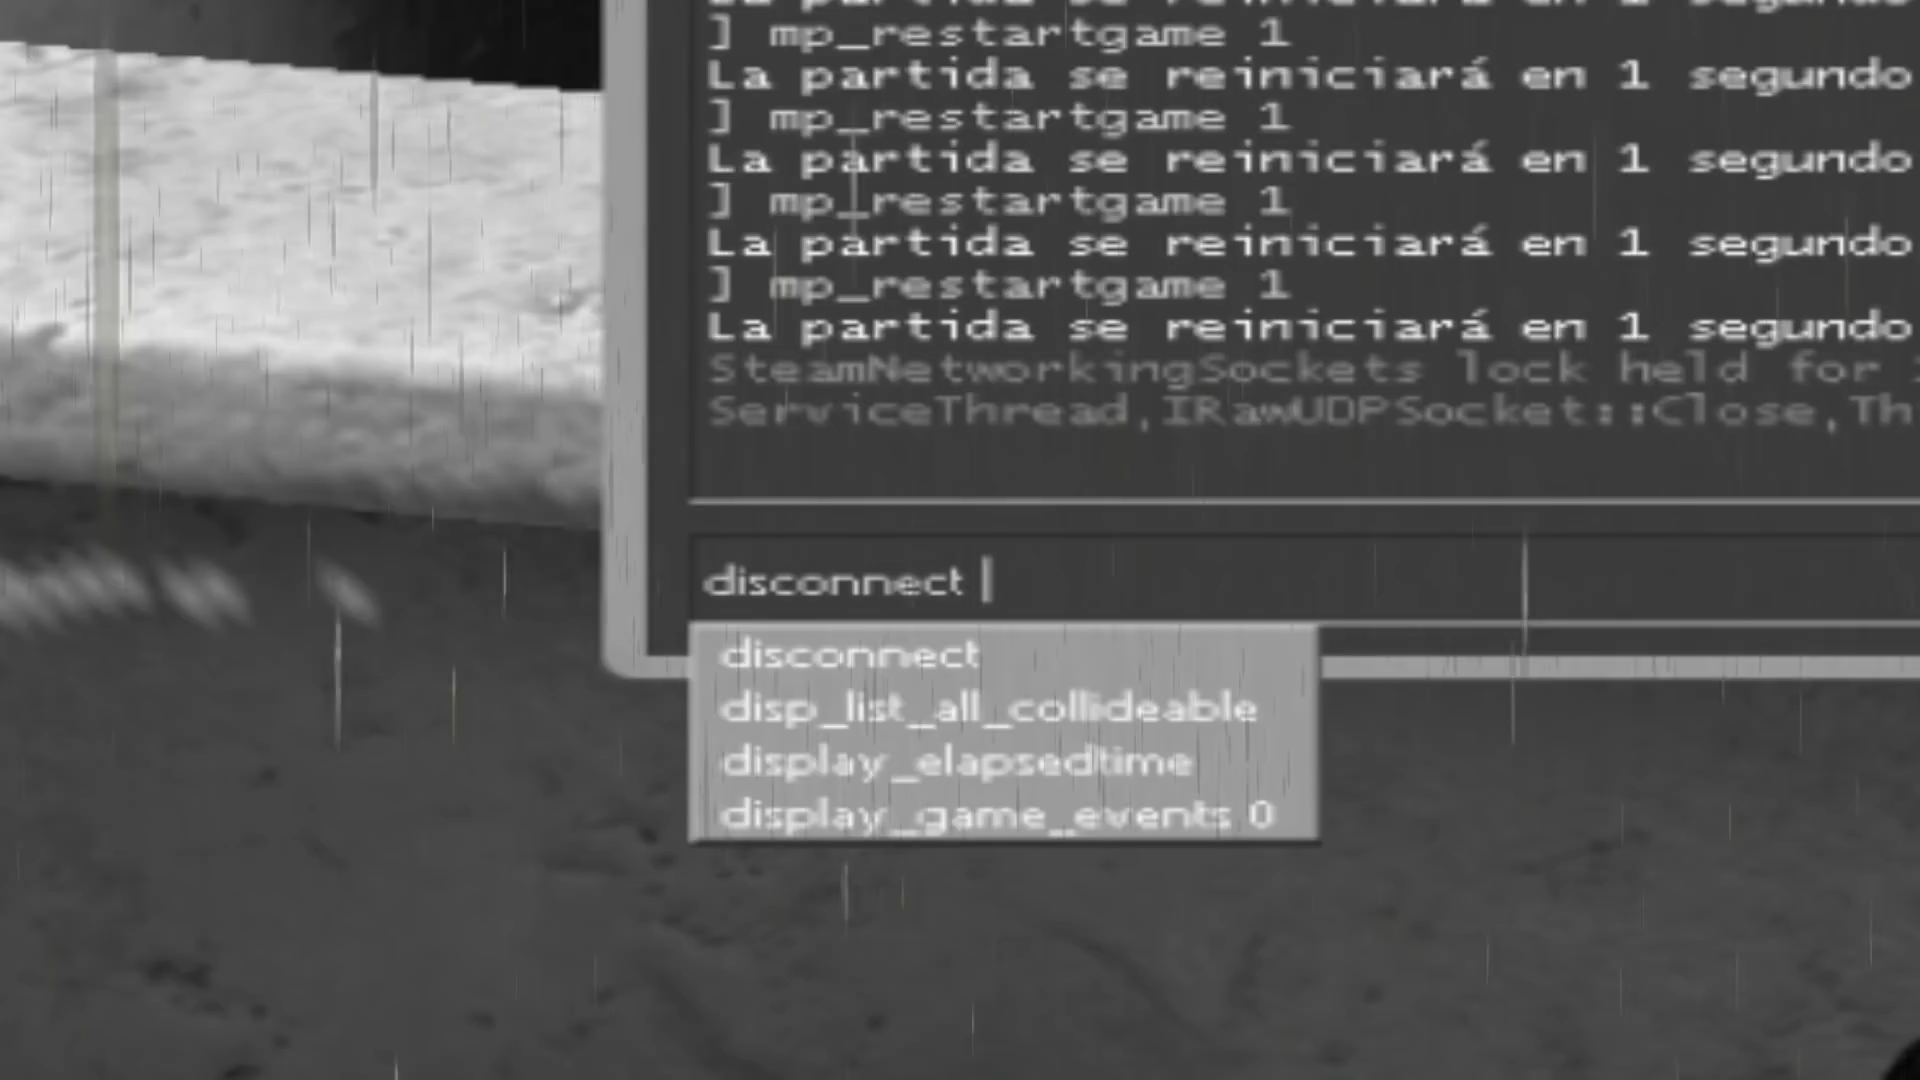 ] mp_restartgame 1
La partida se reiniciará en 1 segundo
] mp_restartgame 1
La partida se reiniciará en 1 segundo
] mp_restartgame 1
La partida se reiniciará en 1 segundo
] mp_restartgame 1
La partida se reiniciará en 1 segundo
SteamNetworkingSockets lock held for
ServiceThread,IRawUDPSocket::Close,Th
disconnect
disconnect
disp_list_all_collideable
display_elapsedtime
display_game_events 0